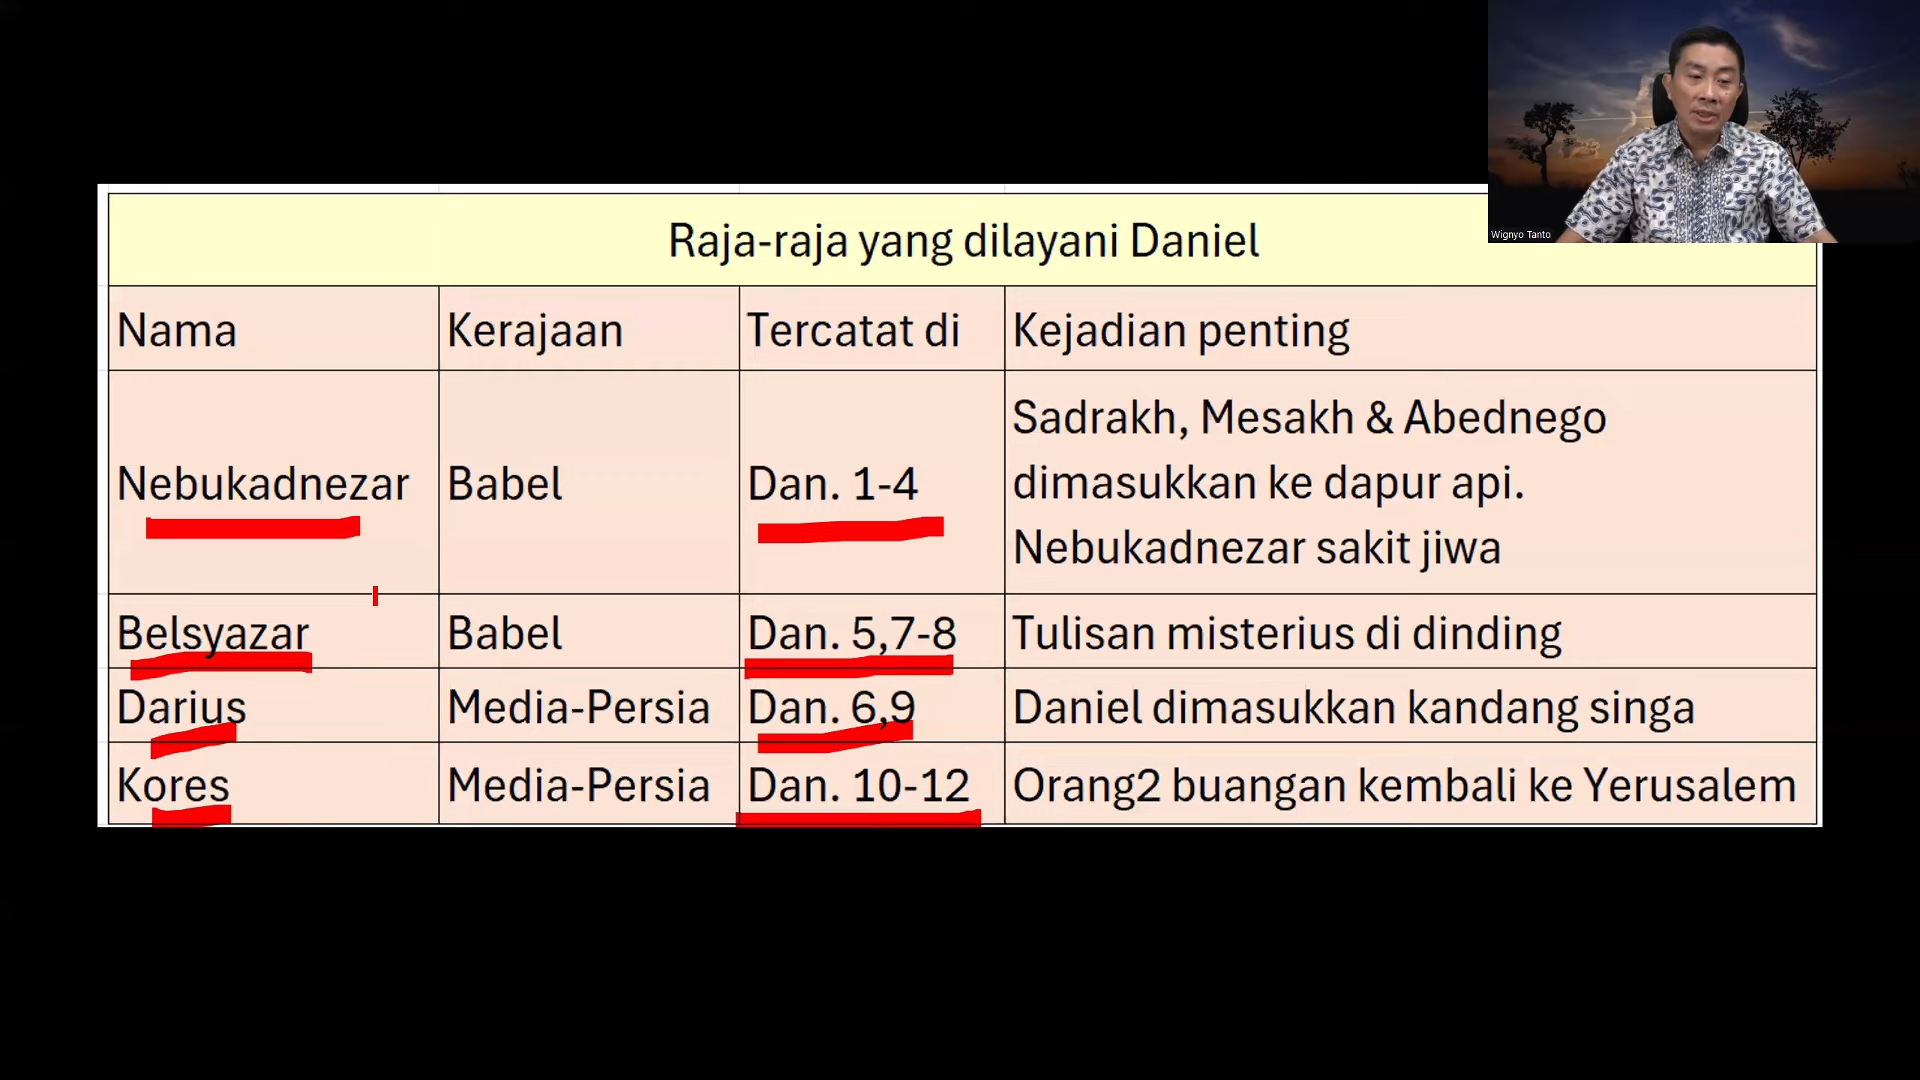 Wignyo Tanto
Raja-raja yang dilayani Daniel
Nama Kerajaan Tercatat di Kejadian penting
Nebukadnezar Babel Dan. 1-4 Sadrakh, Mesakh & Abednego
dimasukkan ke dapur api.
Nebukadnezar sakit jiwa
Belsyazar Babel Dan. 5,7-8 Tulisan misterius di dinding
Darius Media-Persia Dan. 6,9 Daniel dimasukkan kandang singa
Kores Media-Persia Dan. 10-12 Orang2 buangan kembali ke Yerusalem